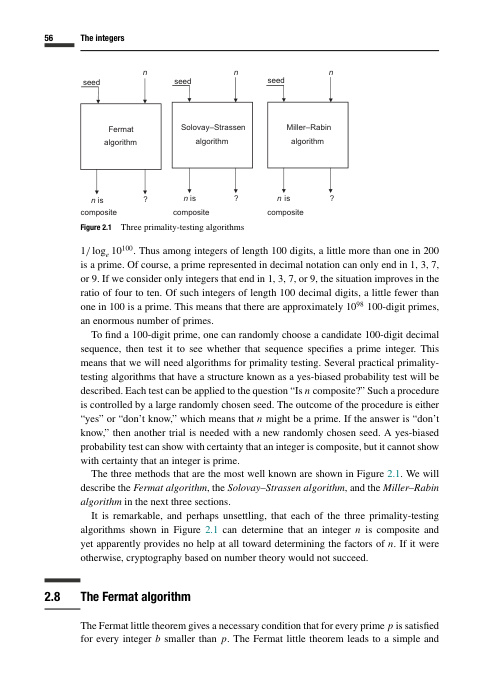 56 The integers
n n n
seed seed seed
Fermat Solovay–Strassen Miller–Rabin
algorithm algorithm algorithm
n is ? n is ? n is ?
composite composite composite
Figure 2.1 Three primality-testing algorithms
1/ logₑ 10¹⁰⁰. Thus among integers of length 100 digits, a little more than one in 200
is a prime. Of course, a prime represented in decimal notation can only end in 1, 3, 7,
or 9. If we consider only integers that end in 1, 3, 7, or 9, the situation improves in the
ratio of four to ten. Of such integers of length 100 decimal digits, a little fewer than
one in 100 is a prime. This means that there are approximately 10⁹⁸ 100-digit primes,
an enormous number of primes.
To find a 100-digit prime, one can randomly choose a candidate 100-digit decimal
sequence, then test it to see whether that sequence specifies a prime integer. This
means that we will need algorithms for primality testing. Several practical primality-
testing algorithms that have a structure known as a yes-biased probability test will be
described. Each test can be applied to the question “Is n composite?” Such a procedure
is controlled by a large randomly chosen seed. The outcome of the procedure is either
“yes” or “don’t know,” which means that n might be a prime. If the answer is “don’t
know,” then another trial is needed with a new randomly chosen seed. A yes-biased
probability test can show with certainty that an integer is composite, but it cannot show
with certainty that an integer is prime.
The three methods that are the most well known are shown in Figure 2.1. We will
describe the Fermat algorithm, the Solovay–Strassen algorithm, and the Miller–Rabin
algorithm in the next three sections.
It is remarkable, and perhaps unsettling, that each of the three primality-testing
algorithms shown in Figure 2.1 can determine that an integer n is composite and
yet apparently provides no help at all toward determining the factors of n. If it were
otherwise, cryptography based on number theory would not succeed.
2.8 The Fermat algorithm
The Fermat little theorem gives a necessary condition that for every prime p is satisfied
for every integer b smaller than p. The Fermat little theorem leads to a simple and